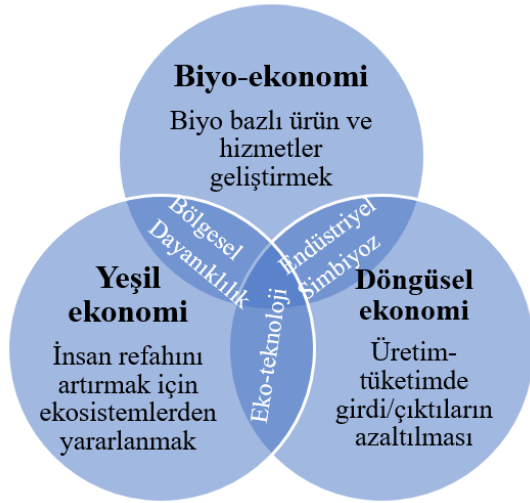 Biyo-ekonomi
Biyo bazlı ürün ve
hizmetler
geliştirmek
Bölgesel
Dayanıklılık
Endüstriyel
Simbiyoz
Yeşil
ekonomi
İnsan refahını
artırmak için
ekosistemlerden
yararlanmak
Eko-teknoloji
Döngüsel
ekonomi
Üretim-
tüketimde
girdi/çıktıların
azaltılması